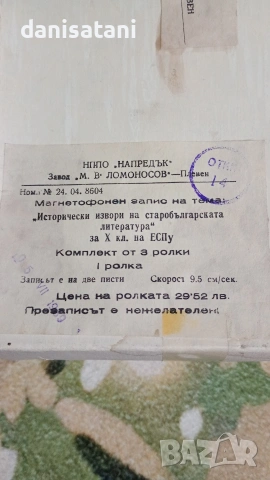 danisatani
ВЕН
НППО „НАПРЕДЪК“
Завод „М. В. ЛОМОНОСОВ“—Плевен
Ном. № 24. 04. 8604
Магнетофонен запис на тема:
„Исторически извори на старобългарската
литература“
за X кл. на ЕСПу
Комплект от 3 ролки
I ролка
Записът е на две писти Скорост 9.5 см/сек.
Цена на ролката 29'52 лв.
Презаписът е нежелателен!
BAZAR